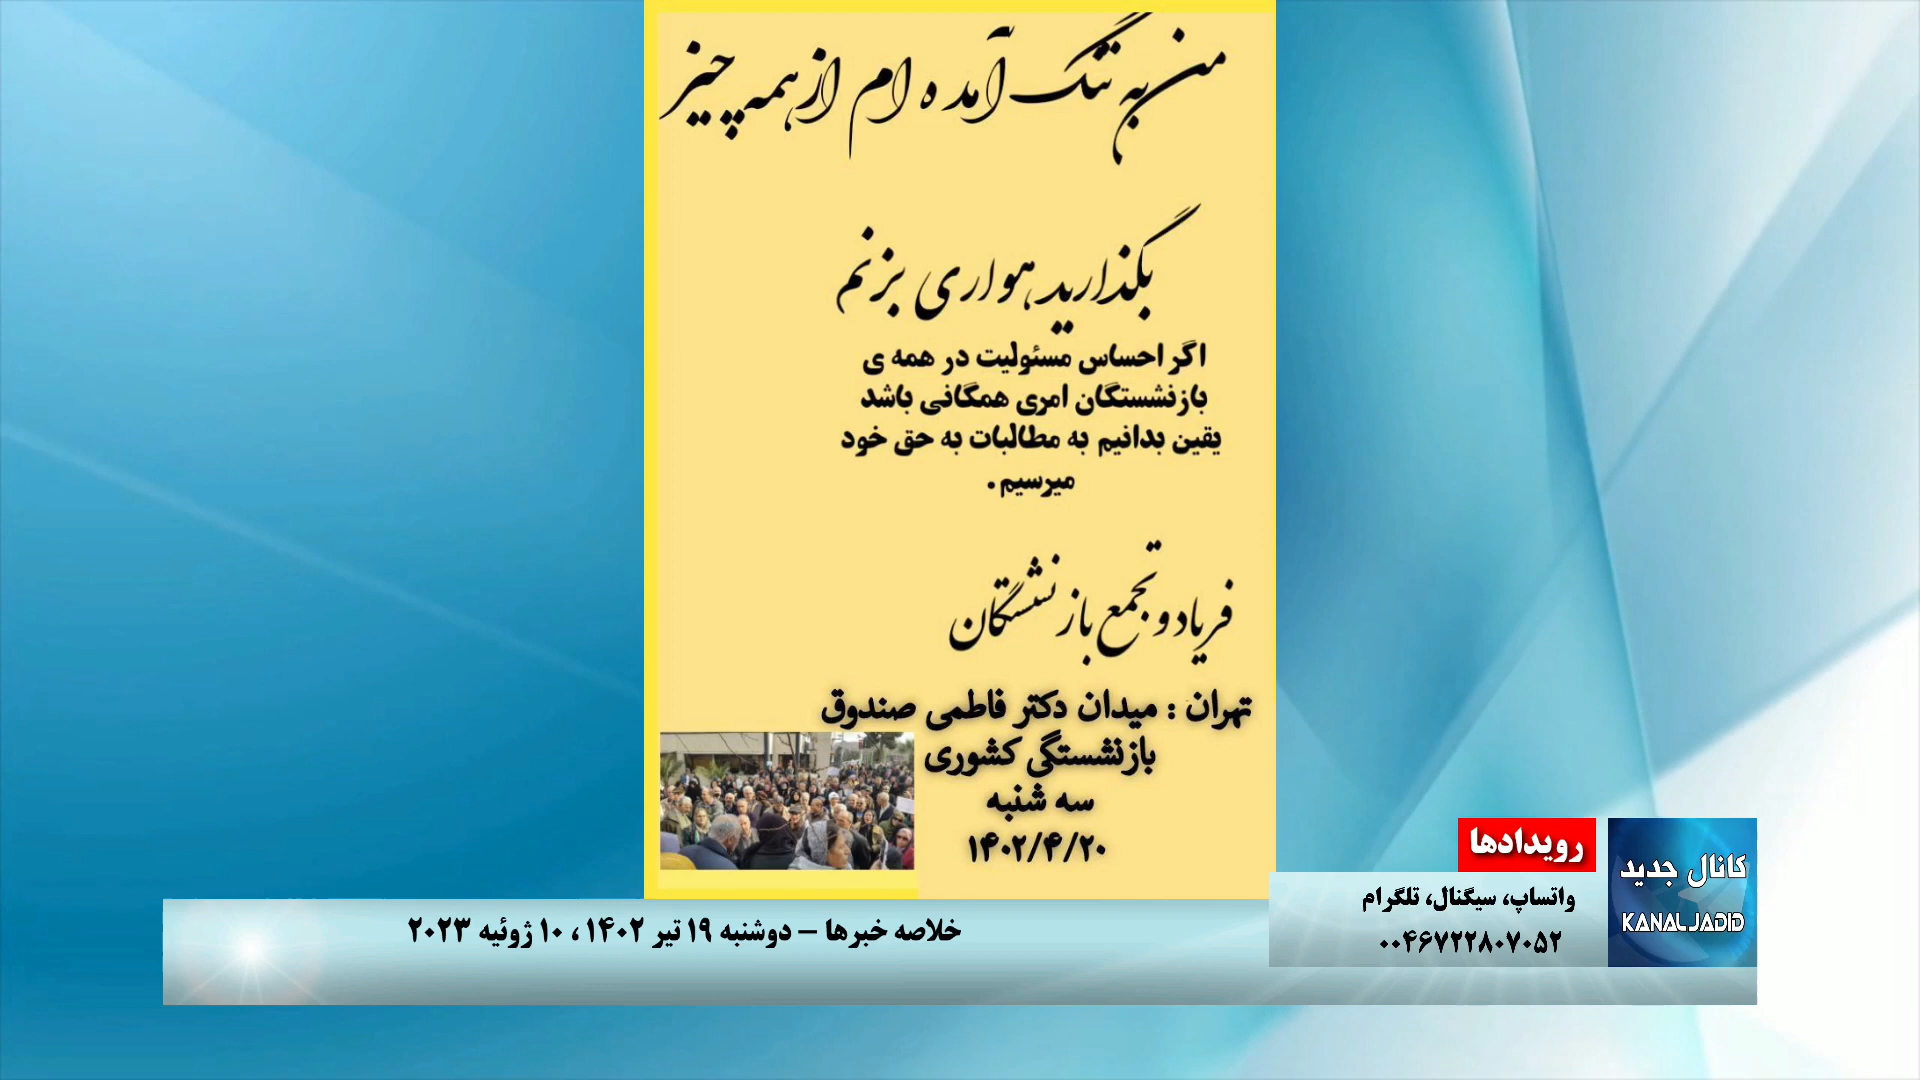 من به تنگ آمده ام از همه چیز
بگذارید هواری بزنم
اگر احساس مسئولیت در همه ی
بازنشستگان امری همگانی باشد
یقین بدانیم به مطالبات به حق خود
میرسیم .
فریاد و تجمع بازنشستگان
تهران : میدان دکتر فاطمی صندوق
بازنشستگی کشوری
سه شنبه
۱۴۰۲/۴/۲۰
رویدادها
واتساپ، سیگنال، تلگرام
۰۰۴۶۷۲۲۸۰۷۰۵۲
کانال جدید
KANAL JADID
خلاصه خبرها – دوشنبه ۱۹ تیر ۱۴۰۲، ۱۰ ژوئیه ۲۰۲۳